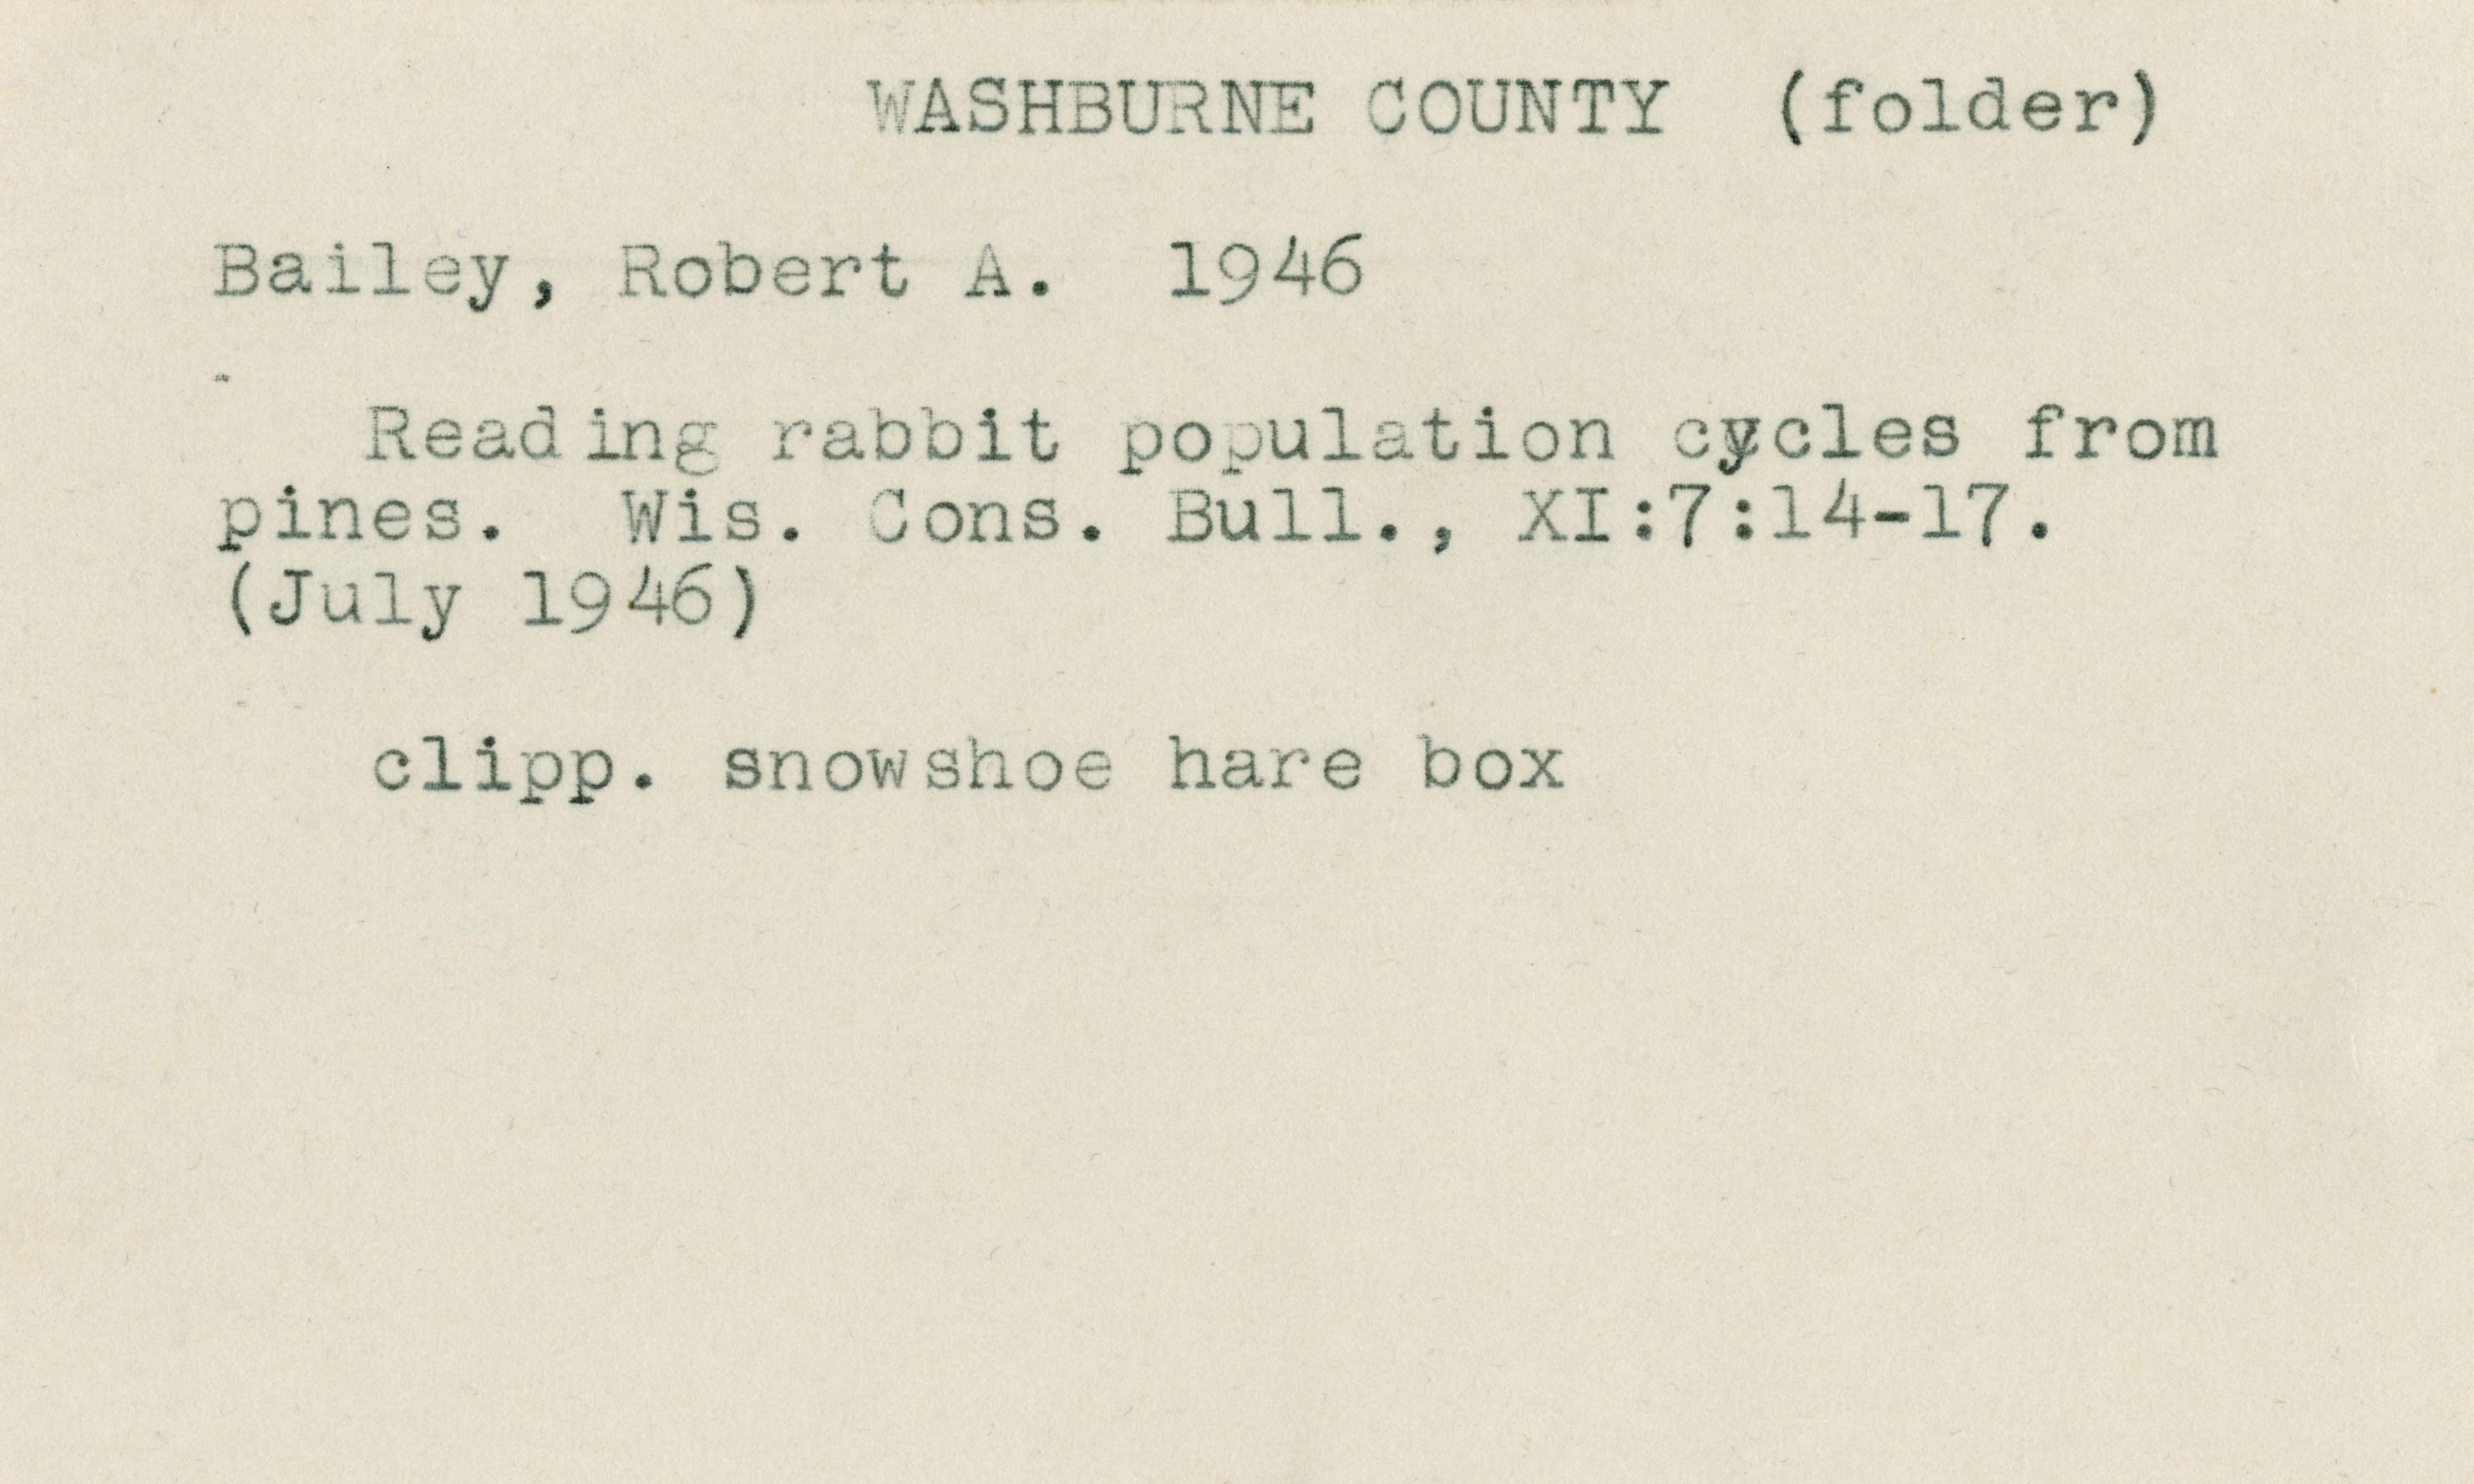 WASHBURNE COUNTY (folder)
Bailey, Robert A. 1946
Reading rabbit population cycles from
pines. Wis. Cons. Bull., XI:7:14-17.
(July 1946)
clipp. snowshoe hare box